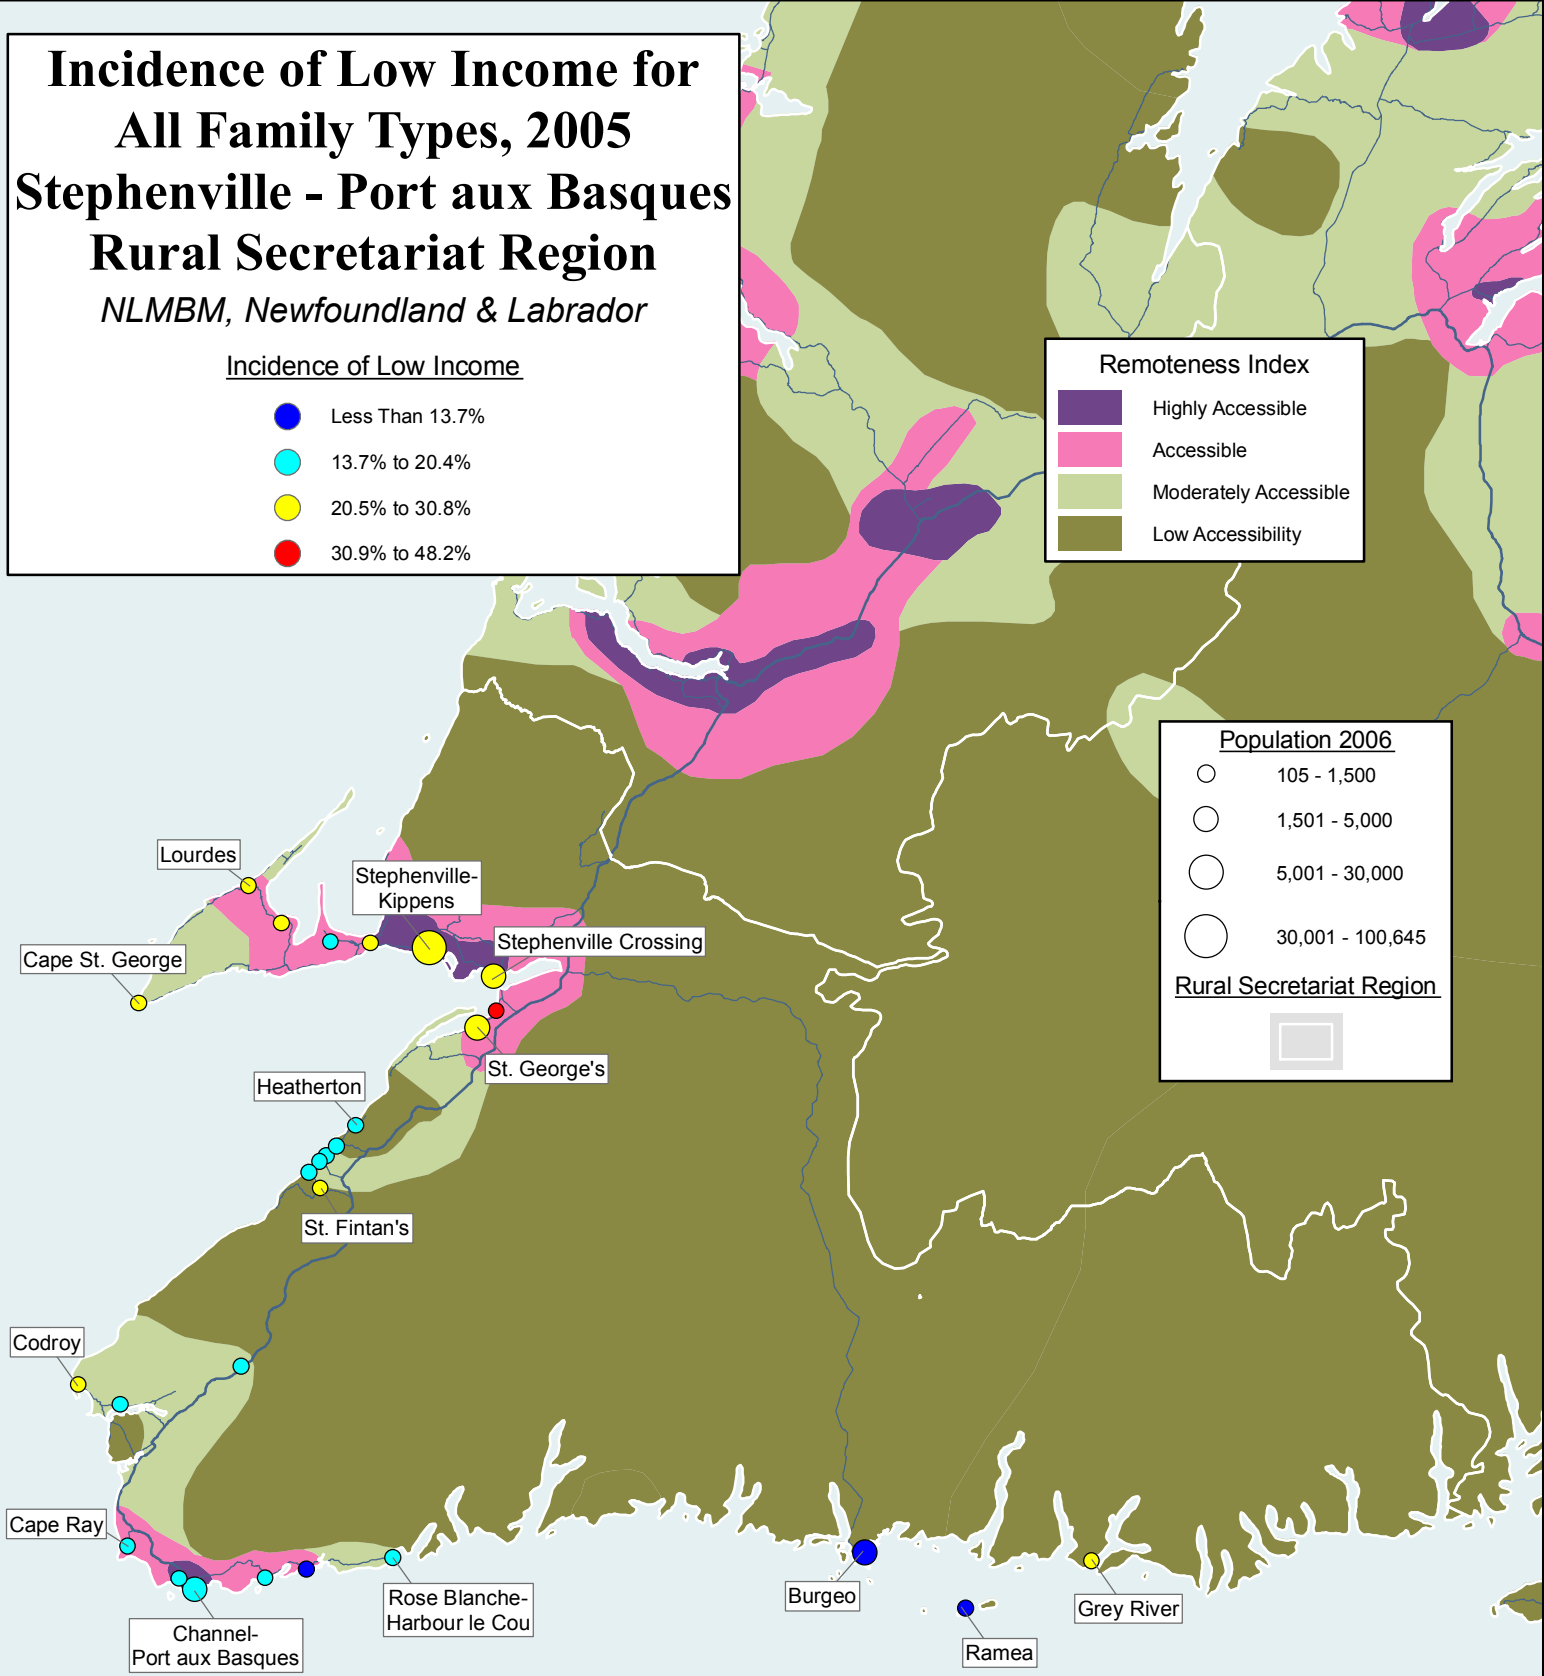 Incidence of Low Income for
All Family Types, 2005
Stephenville - Port aux Basques
Rural Secretariat Region
NLMBM, Newfoundland & Labrador
Incidence of Low Income
Less Than 13.7%
13.7% to 20.4%
20.5% to 30.8%
30.9% to 48.2%
Remoteness Index
Highly Accessible
Accessible
Moderately Accessible
Low Accessibility
Population 2006
105 - 1,500
1,501 - 5,000
5,001 - 30,000
30,001 - 100,645
Rural Secretariat Region
Lourdes
Stephenville-
Kippens
Stephenville Crossing
Cape St. George
St. George's
Heatherton
St. Fintan's
Codroy
Cape Ray
Channel-
Port aux Basques
Rose Blanche-
Harbour le Cou
Burgeo
Ramea
Grey River